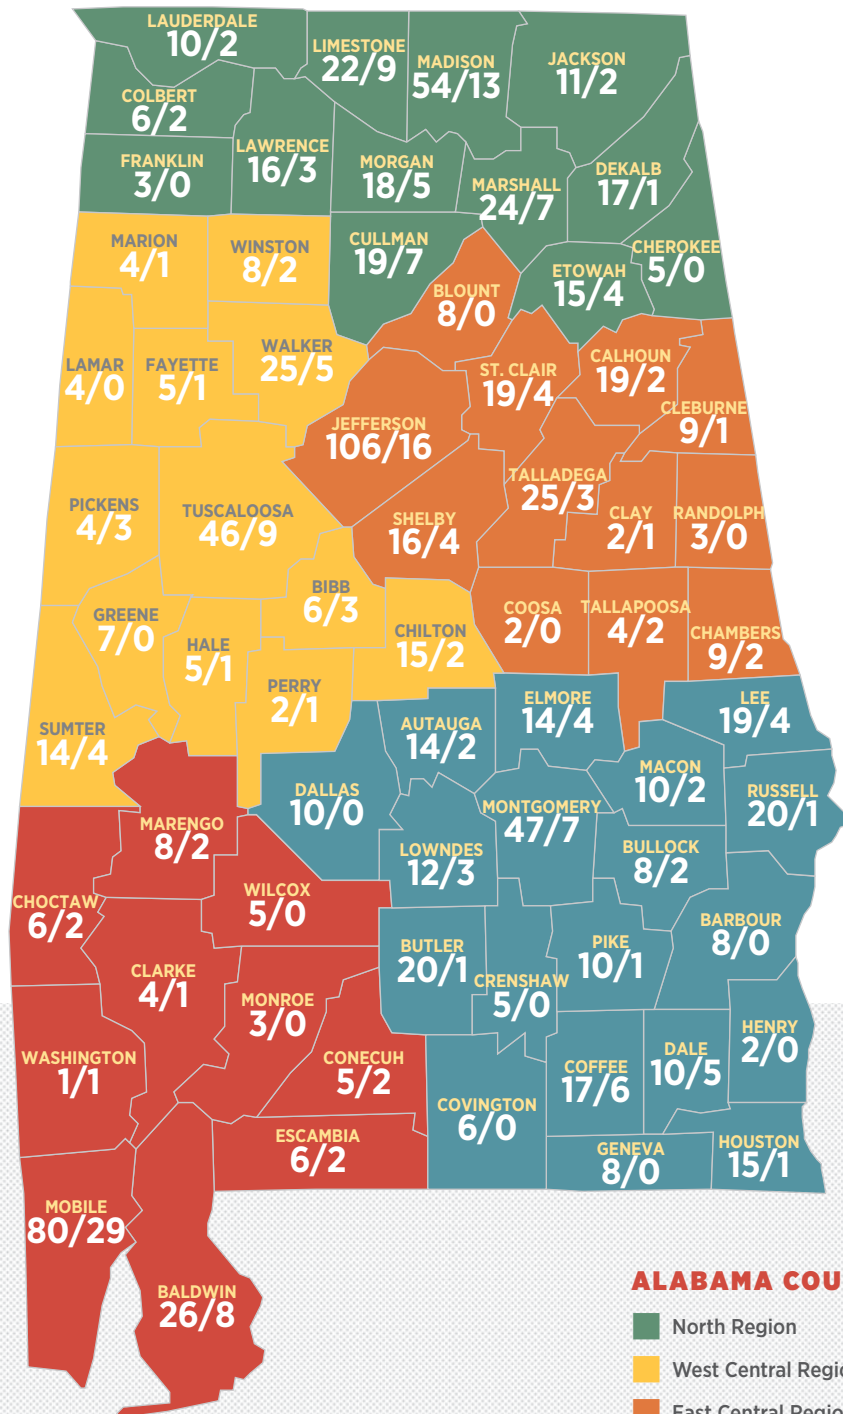 LAUDERDALE
10/2
LIMESTONE
22/9
MADISON
54/13
JACKSON
11/2
COLBERT
6/2
LAWRENCE
16/3
FRANKLIN
3/0
MORGAN
18/5
MARSHALL
24/7
DEKALB
17/1
MARION
4/1
WINSTON
8/2
CULLMAN
19/7
CHEROKEE
5/0
ETOWAH
15/4
BLOUNT
8/0
WALKER
25/5
LAMAR
4/0
FAYETTE
5/1
ST. CLAIR
19/4
CALHOUN
19/2
CLEBURNE
9/1
JEFFERSON
106/16
TALLADEGA
25/3
PICKENS
4/3
TUSCALOOSA
46/9
SHELBY
16/4
CLAY
2/1
RANDOLPH
3/0
BIBB
6/3
GREENE
7/0
HALE
5/1
CHILTON
15/2
COOSA
2/0
TALLAPOOSA
4/2
CHAMBERS
9/2
PERRY
2/1
SUMTER
14/4
AUTAUGA
14/2
ELMORE
14/4
LEE
19/4
DALLAS
10/0
MACON
10/2
RUSSELL
20/1
MARENGO
8/2
MONTGOMERY
47/7
LOWNDES
12/3
BULLOCK
8/2
CHOCTAW
6/2
WILCOX
5/0
BARBOUR
8/0
BUTLER
20/1
PIKE
10/1
CLARKE
4/1
CRENSHAW
5/0
MONROE
3/0
HENRY
2/0
WASHINGTON
1/1
CONECUH
5/2
COFFEE
17/6
DALE
10/5
COVINGTON
6/0
ESCAMBIA
6/2
GENEVA
8/0
HOUSTON
15/1
MOBILE
80/29
BALDWIN
26/8
ALABAMA COU
North Region
West Central Regio
East Central Regio